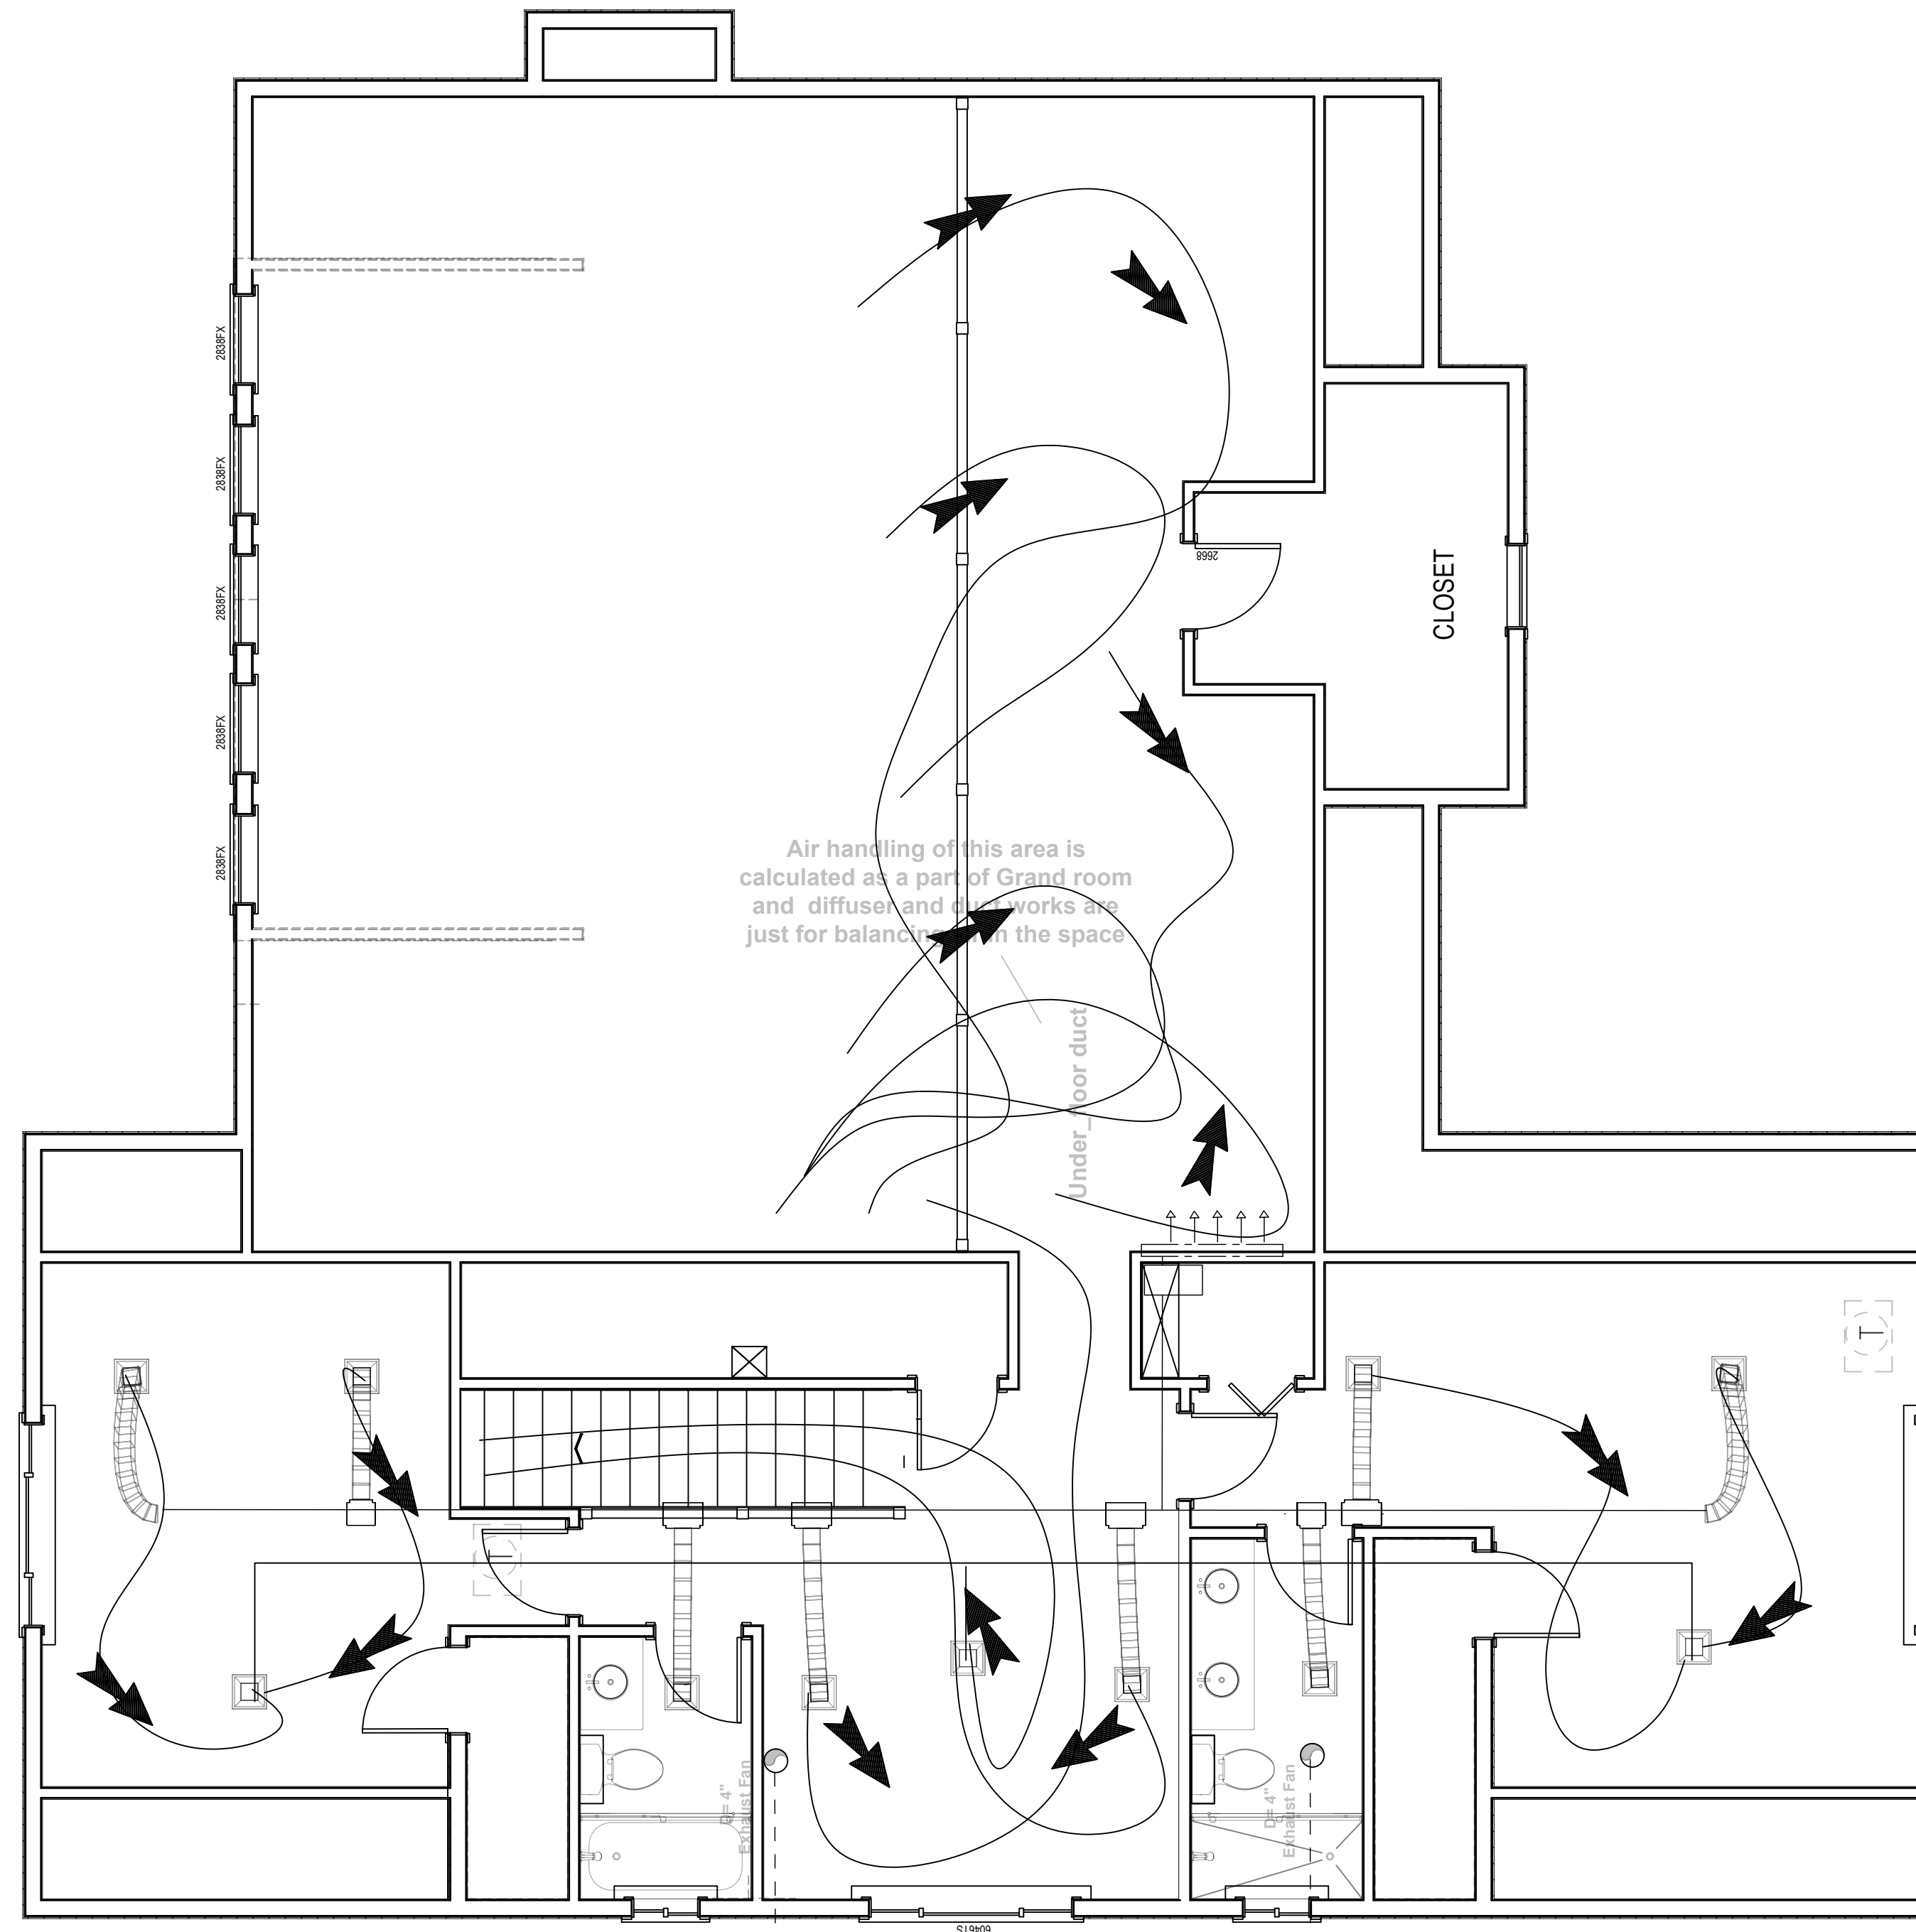 2838FX
2838FX
2838FX
2838FX
2838FX
2668
CLOSET
Air handling of this area is
calculated as a part of Grand room
and diffuser and duct works are
just for balancing in the space
Under_floor duct
T
T
D= 4"
Exhaust Fan
D= 4"
Exhaust Fan
6046TS